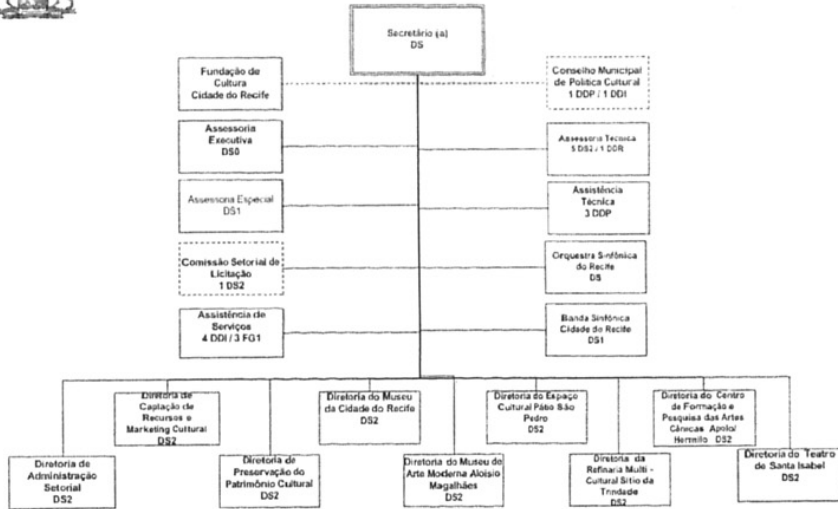 Secretário (a)
DS
Fundação de
Cultura
Cidade do Recife
Conselho Municipal
de Política Cultural
1 DDP / 1 DDI
Assessoria
Executiva
DS0
Assessoria Técnica
5 DS2 / 1 DDR
Assessoria Especial
DS1
Assistência
Técnica
3 DDP
Comissão Setorial de
Licitação
1 DS2
Orquestra Sinfônica
do Recife
DS
Assistência de
Serviços
4 DDI / 3 FG1
Banda Sinfônica
Cidade do Recife
DS1
Diretoria de
Captação de
Recursos e
Marketing Cultural
DS2
Diretoria do Museu
da Cidade do Recife
DS2
Diretoria do Espaço
Cultural Pátio São
Pedro
DS2
Diretoria do Centro
de Formação e
Pesquisa das Artes
Cênicas Apolo/
Hermilo DS2
Diretoria de
Administração
Setorial
DS2
Diretoria de
Preservação do
Patrimônio Cultural
DS2
Diretoria do Museu de
Arte Moderna Aloisio
Magalhães
DS2
Diretoria da
Refinaria Multi -
Cultural Sítio da
Trindade
DS2
Diretoria do Teatro
de Santa Isabel
DS2